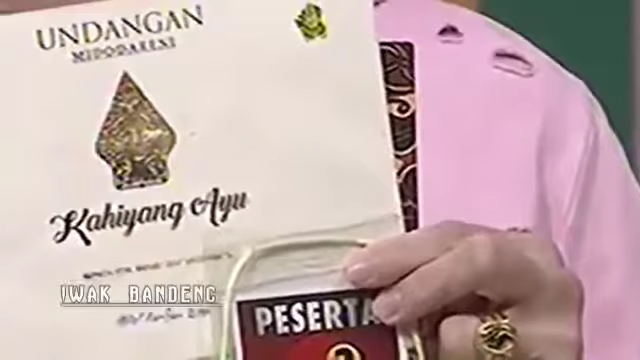 UNDANGAN
MIDODARENI
Kahiyang Ayu
IWAK BANDENG
PESERTA